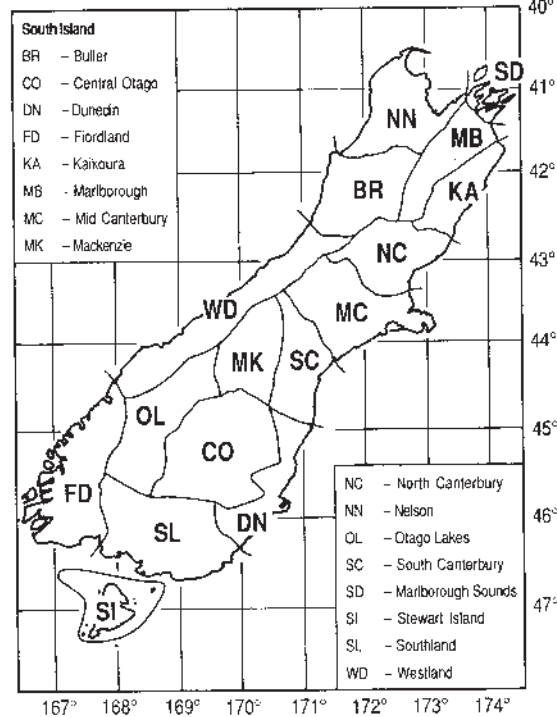 South Island
BR – Buller
CO – Central Otago
DN – Dunedin
FD – Fiordland
KA – Kaikoura
MB - Marlborough
MC – Mid Canterbury
MK – Mackenzie
40°
SD
41°
NN
MB
42°
BR
KA
NC
43°
WD
MC
44°
MK
SC
OL
45°
CO
FD
SL
DN
46°
SI
47°
NC – North Canterbury
NN – Nelson
OL – Otago Lakes
SC – South Canterbury
SD – Marlborough Sounds
SI – Stewart Island
SL – Southland
WD – Westland
167° 168° 169° 170° 171° 172° 173° 174°